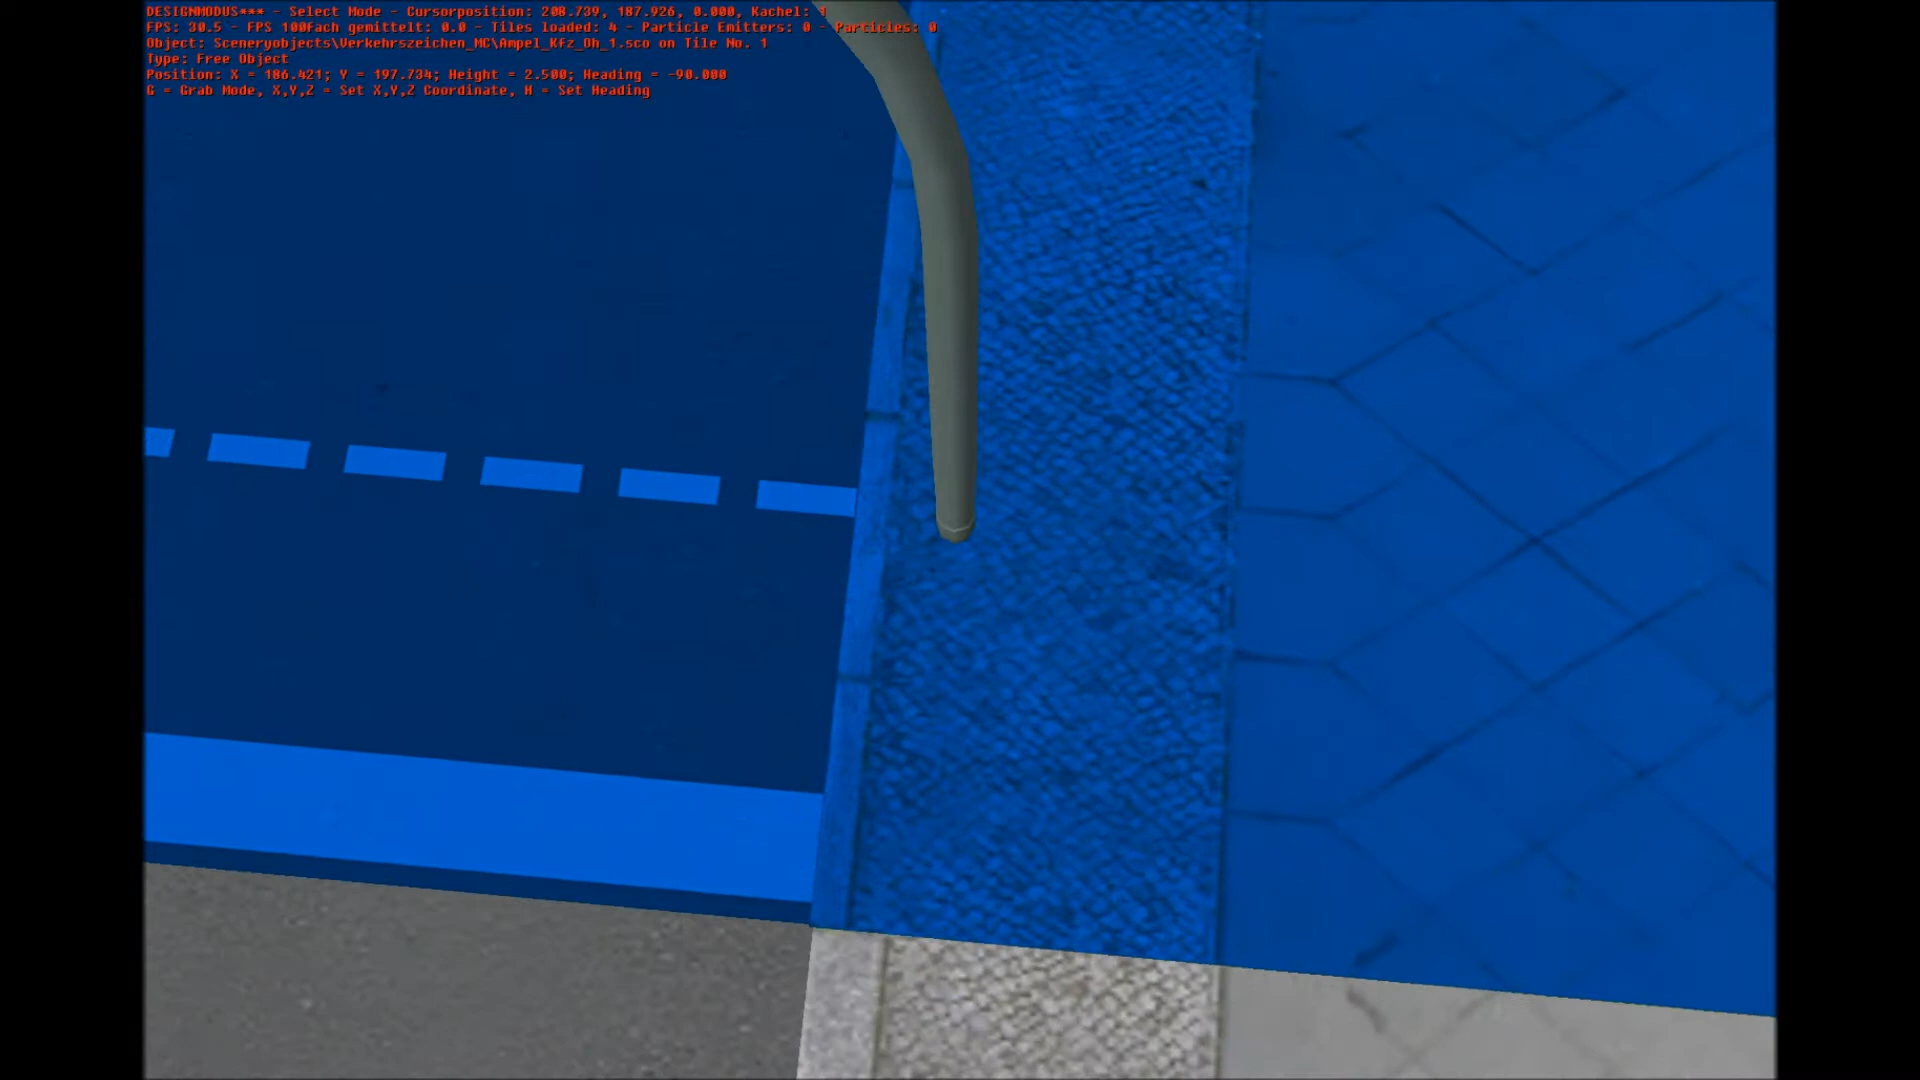 DESIGNMODUS*** - Select Mode - Cursorposition: 208.739, 187.926, 0.000, Kachel: 1
FPS: 30.5 - FPS 100fach gemittelt: 0.0 - Tiles loaded: 4 - Particle Emitters: 0 - Particles: 0
Object: Sceneryobjects\Verkehrszeichen_MC\Ampel_Kfz_Oh_1.sco on Tile No. 1
Type: Free Object
Position: X = 186.421; Y = 197.734; Height = 2.500; Heading = -90.000
G = Grab Mode, X,Y,Z = Set X,Y,Z Coordinate, H = Set Heading